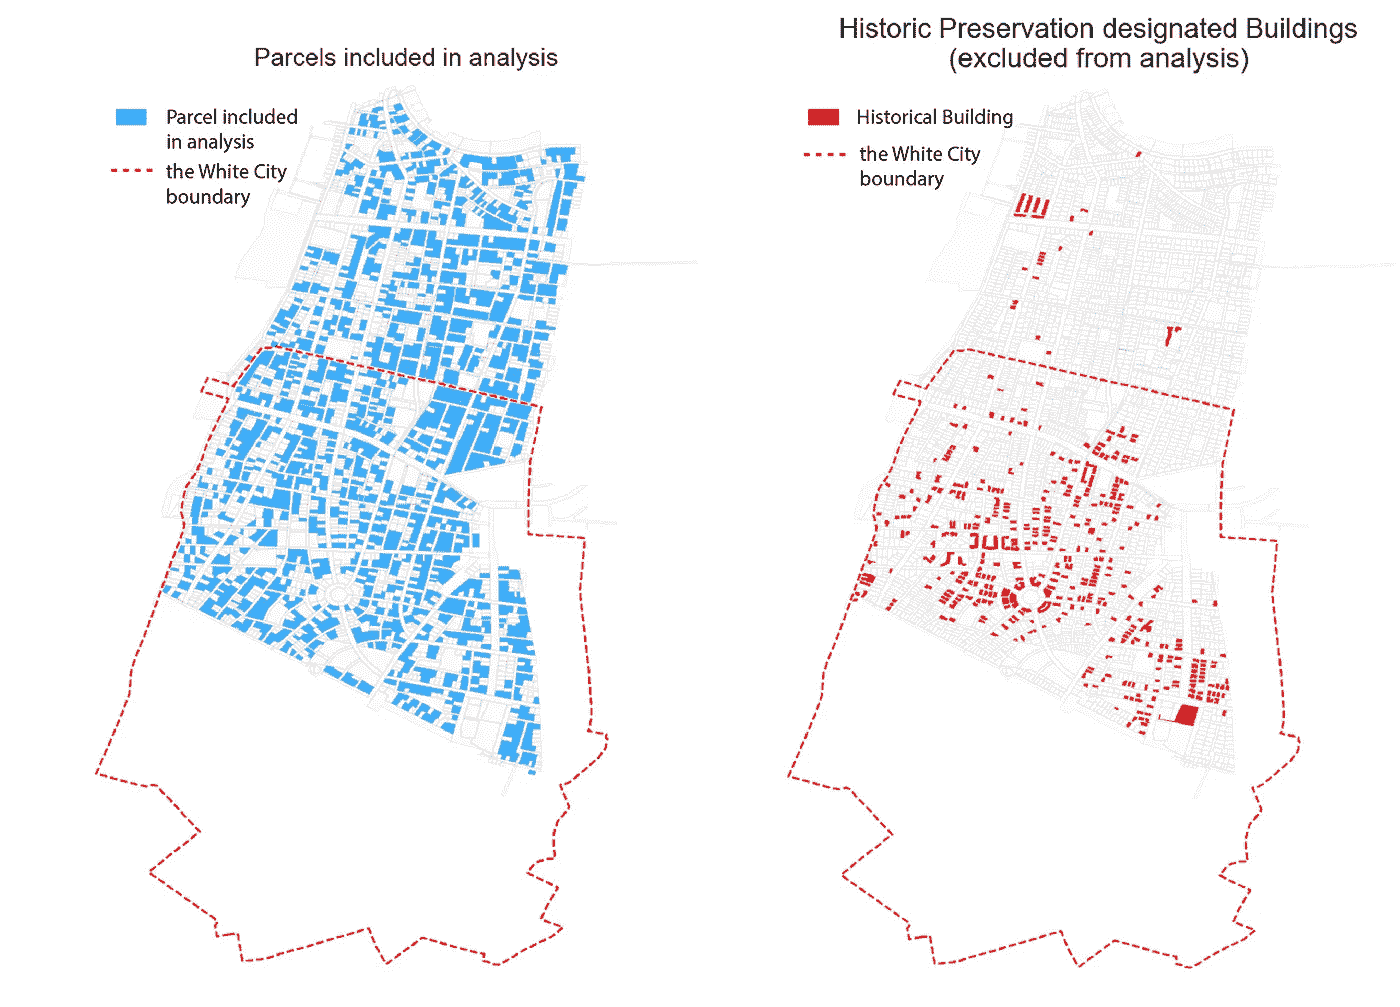 Parcels included in analysis
Parcel included
in analysis
the White City
boundary
Historic Preservation designated Buildings
(excluded from analysis)
Historical Building
the White City
boundary